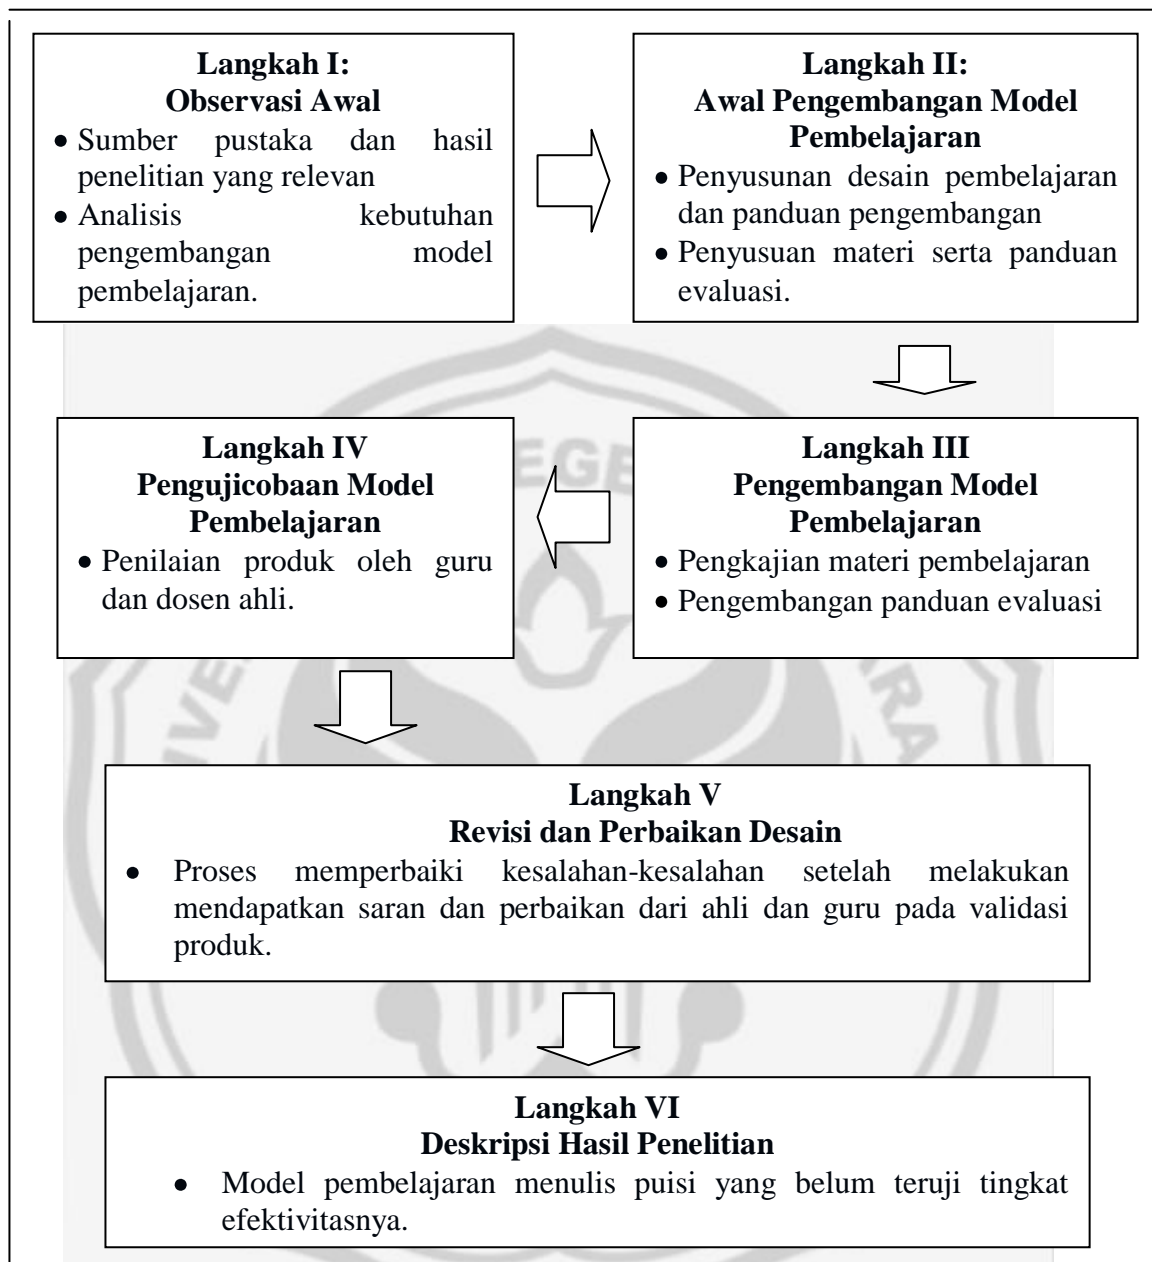 Langkah I:
Observasi Awal
• Sumber pustaka dan hasil
penelitian yang relevan
• Analisis kebutuhan
pengembangan model
pembelajaran.
Langkah II:
Awal Pengembangan Model
Pembelajaran
• Penyusunan desain pembelajaran
dan panduan pengembangan
• Penyusuan materi serta panduan
evaluasi.
Langkah III
Pengembangan Model
Pembelajaran
• Pengkajian materi pembelajaran
• Pengembangan panduan evaluasi
Langkah IV
Pengujicobaan Model
Pembelajaran
• Penilaian produk oleh guru
dan dosen ahli.
Langkah V
Revisi dan Perbaikan Desain
• Proses memperbaiki kesalahan-kesalahan setelah melakukan
mendapatkan saran dan perbaikan dari ahli dan guru pada validasi
produk.
Langkah VI
Deskripsi Hasil Penelitian
• Model pembelajaran menulis puisi yang belum teruji tingkat
efektivitasnya.